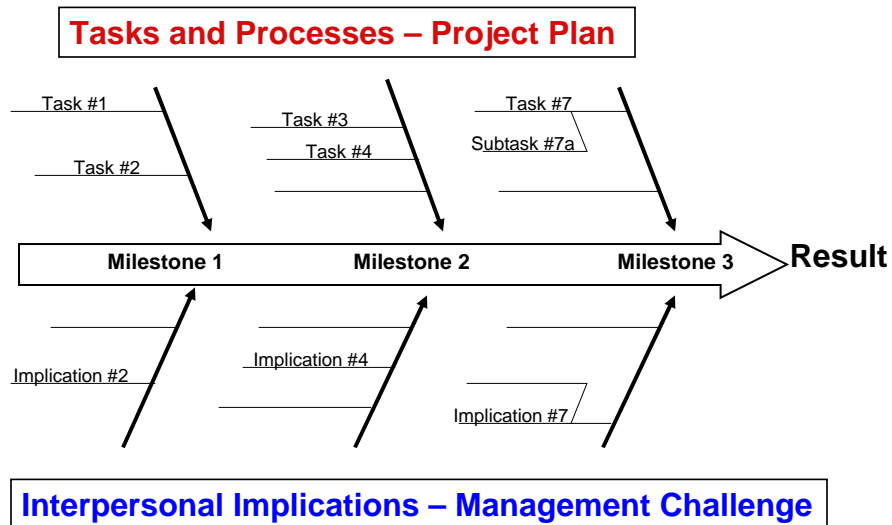 Tasks and Processes – Project Plan
Task #1
Task #2
Task #3
Task #4
Task #7
Subtask #7a
Milestone 1
Milestone 2
Milestone 3
Result
Implication #2
Implication #4
Implication #7
Interpersonal Implications – Management Challenge